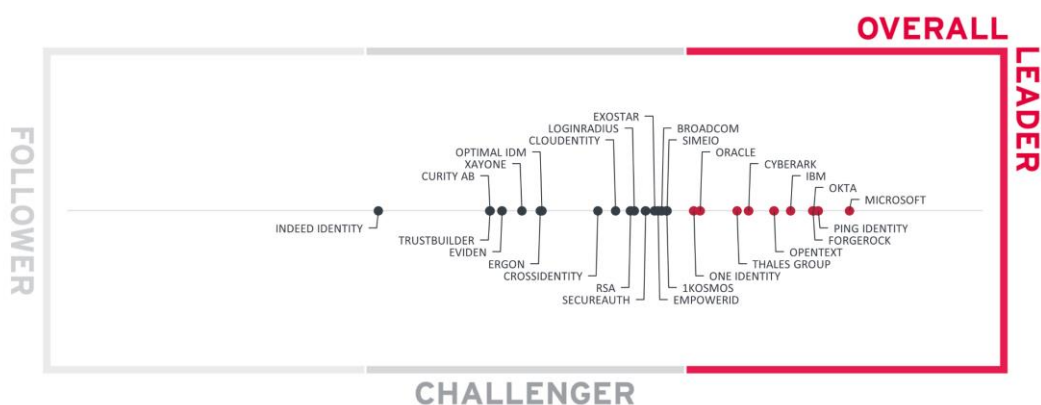 OVERALL
LEADER
FOLLOWER
CHALLENGER
EXOSTAR
BROADCOM
LOGINRADIUS
SIMEIO
CLOUDENTITY
ORACLE
OPTIMAL IDM
XAYONE
CYBERARK
CURITY AB
IBM
OKTA
MICROSOFT
INDEED IDENTITY
PING IDENTITY
TRUSTBUILDER
FORGEROCK
EVIDEN
OPENTEXT
ERGON
THALES GROUP
CROSSIDENTITY
ONE IDENTITY
RSA
1KOSMOS
SECUREAUTH
EMPOWERID